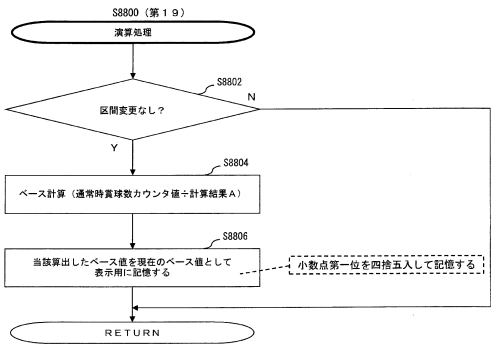 S8800（第１９）
演算処理
S8802
区間変更なし？
N
Y
S8804
ベース計算（通常時賞球数カウンタ値÷計算結果Ａ）
S8806
当該算出したベース値を現在のベース値として
表示用に記憶する
小数点第一位を四捨五入して記憶する
ＲＥＴＵＲＮ